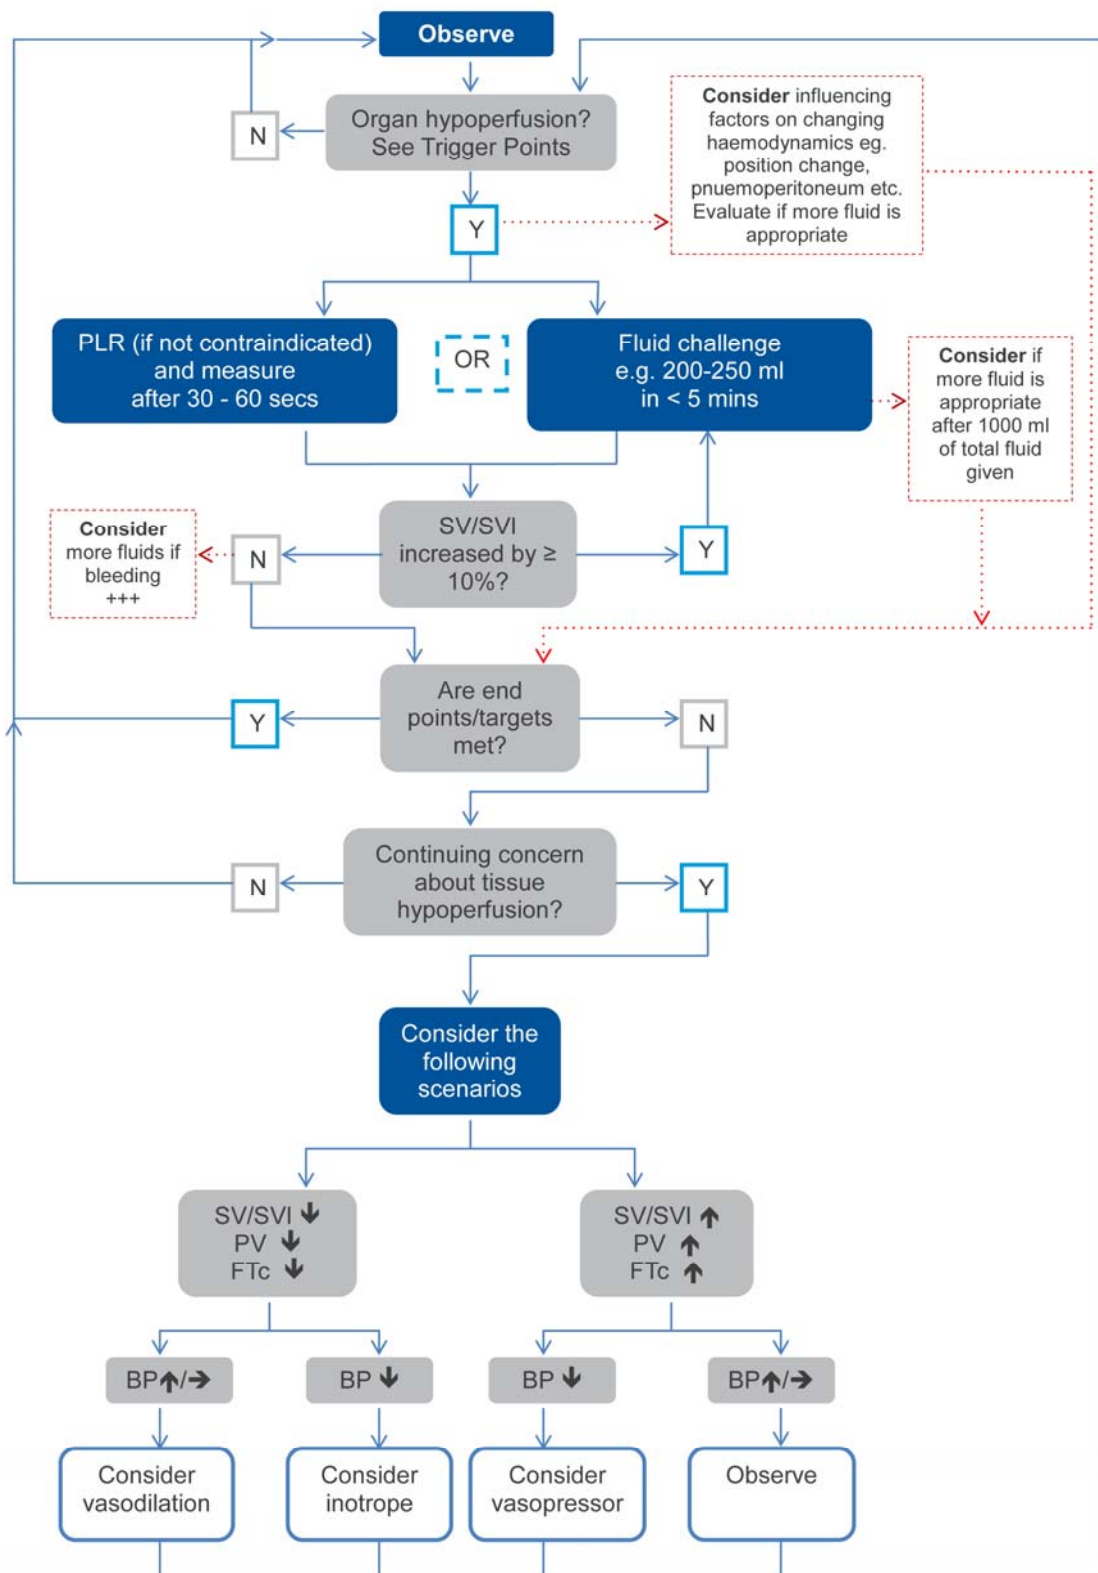 Observe
Organ hypoperfusion?
See Trigger Points
N
Consider influencing
factors on changing
haemodynamics eg.
position change,
pnuemoperitoneum etc.
Evaluate if more fluid is
appropriate
Y
PLR (if not contraindicated)
and measure
after 30 - 60 secs
OR
Fluid challenge
e.g. 200-250 ml
in < 5 mins
Consider if
more fluid is
appropriate
after 1000 ml
of total fluid
given
Consider
more fluids if
bleeding
+++
N
SV/SVI
increased by ≥
10%?
Y
Y
Are end
points/targets
met?
N
N
Continuing concern
about tissue
hypoperfusion?
Y
Consider the
following
scenarios
SV/SVI ↓
PV ↓
FTc ↓
SV/SVI ↑
PV ↑
FTc ↑
BP↑/→
BP ↓
BP ↓
BP↑/→
Consider
vasodilation
Consider
inotrope
Consider
vasopressor
Observe